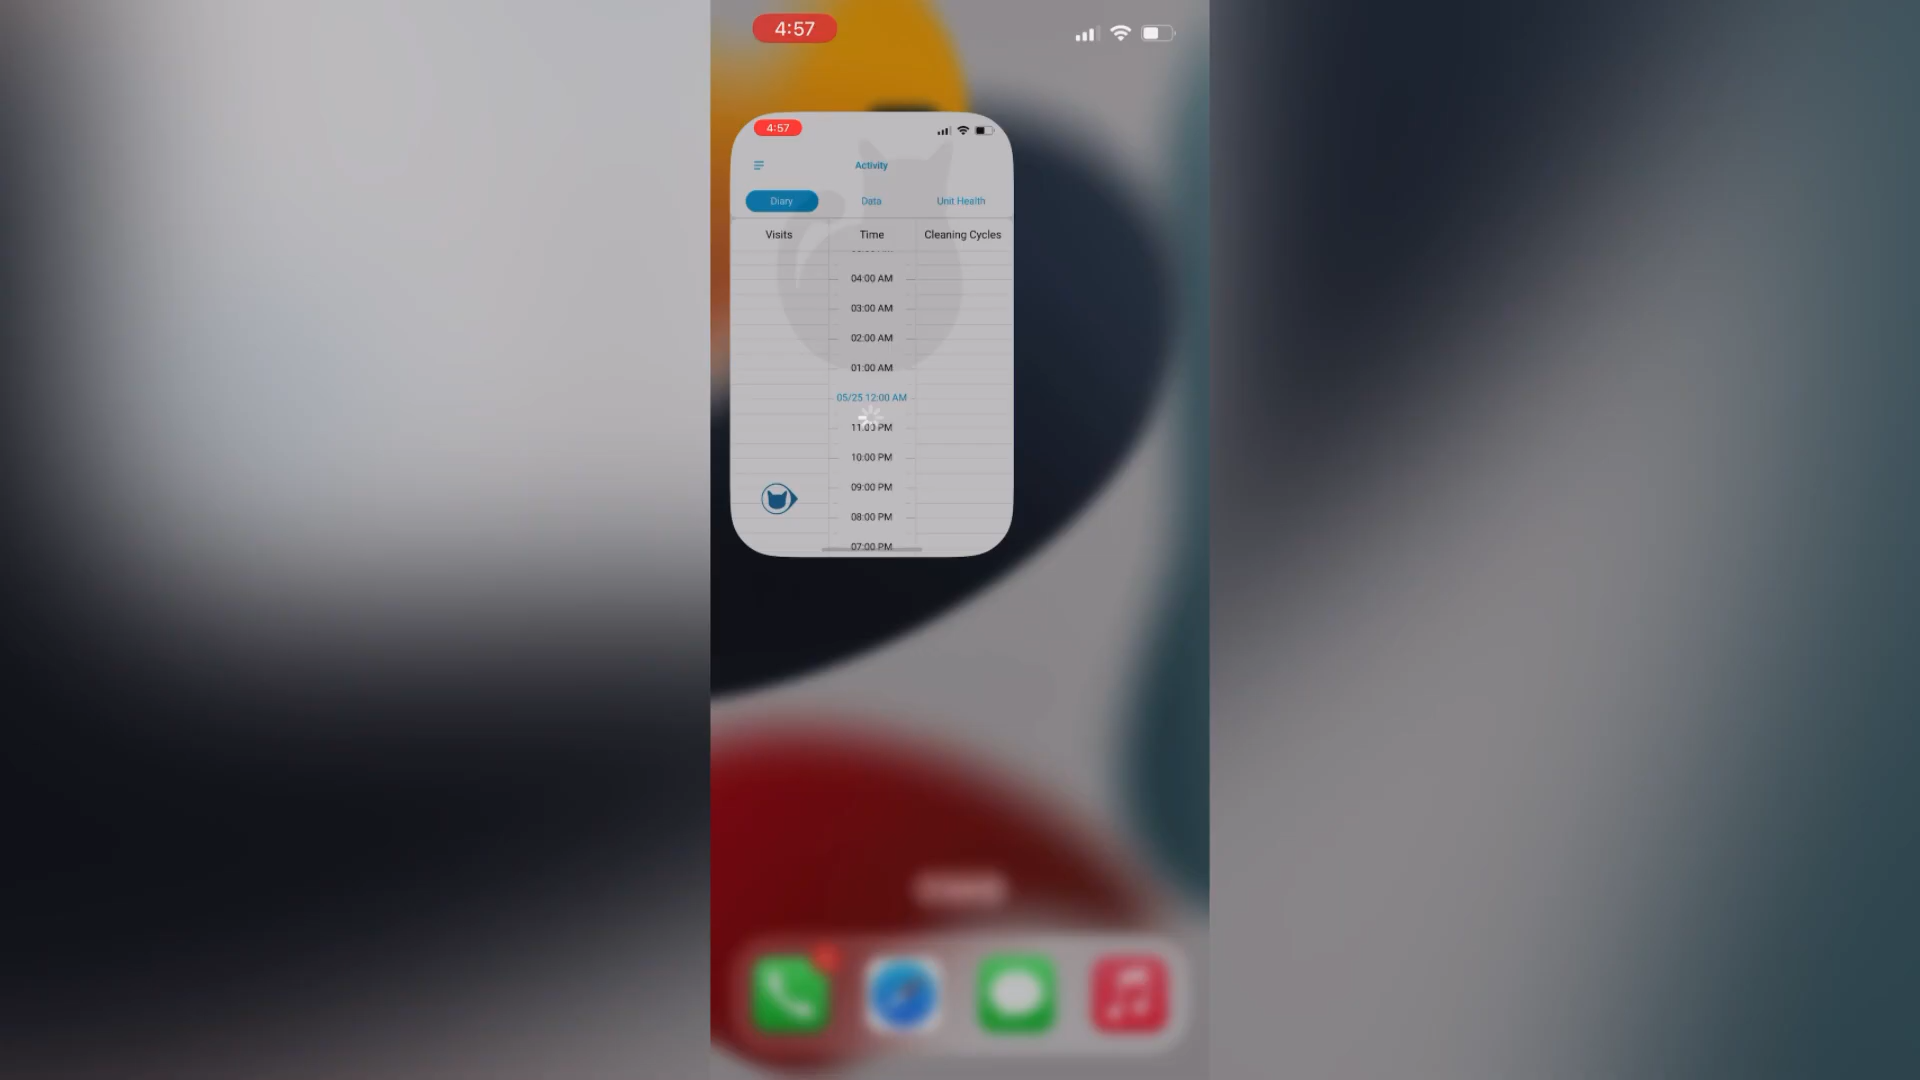 4:57
4:57
Activity
Diary Data Unit Health
Visits Time Cleaning Cycles
04:00 AM
03:00 AM
02:00 AM
01:00 AM
05/25 12:00 AM
11:00 PM
10:00 PM
09:00 PM
08:00 PM
07:00 PM